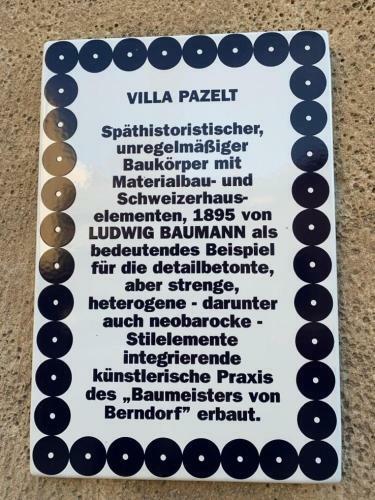 VILLA PAZELT
Späthistoristischer,
unregelmäßiger
Baukörper mit
Materialbau- und
Schweizerhaus-
elementen, 1895 von
LUDWIG BAUMANN als
bedeutendes Beispiel
für die detailbetonte,
aber strenge,
heterogene - darunter
auch neobarocke -
Stilelemente
integrierende
künstlerische Praxis
des „Baumeisters von
Berndorf” erbaut.